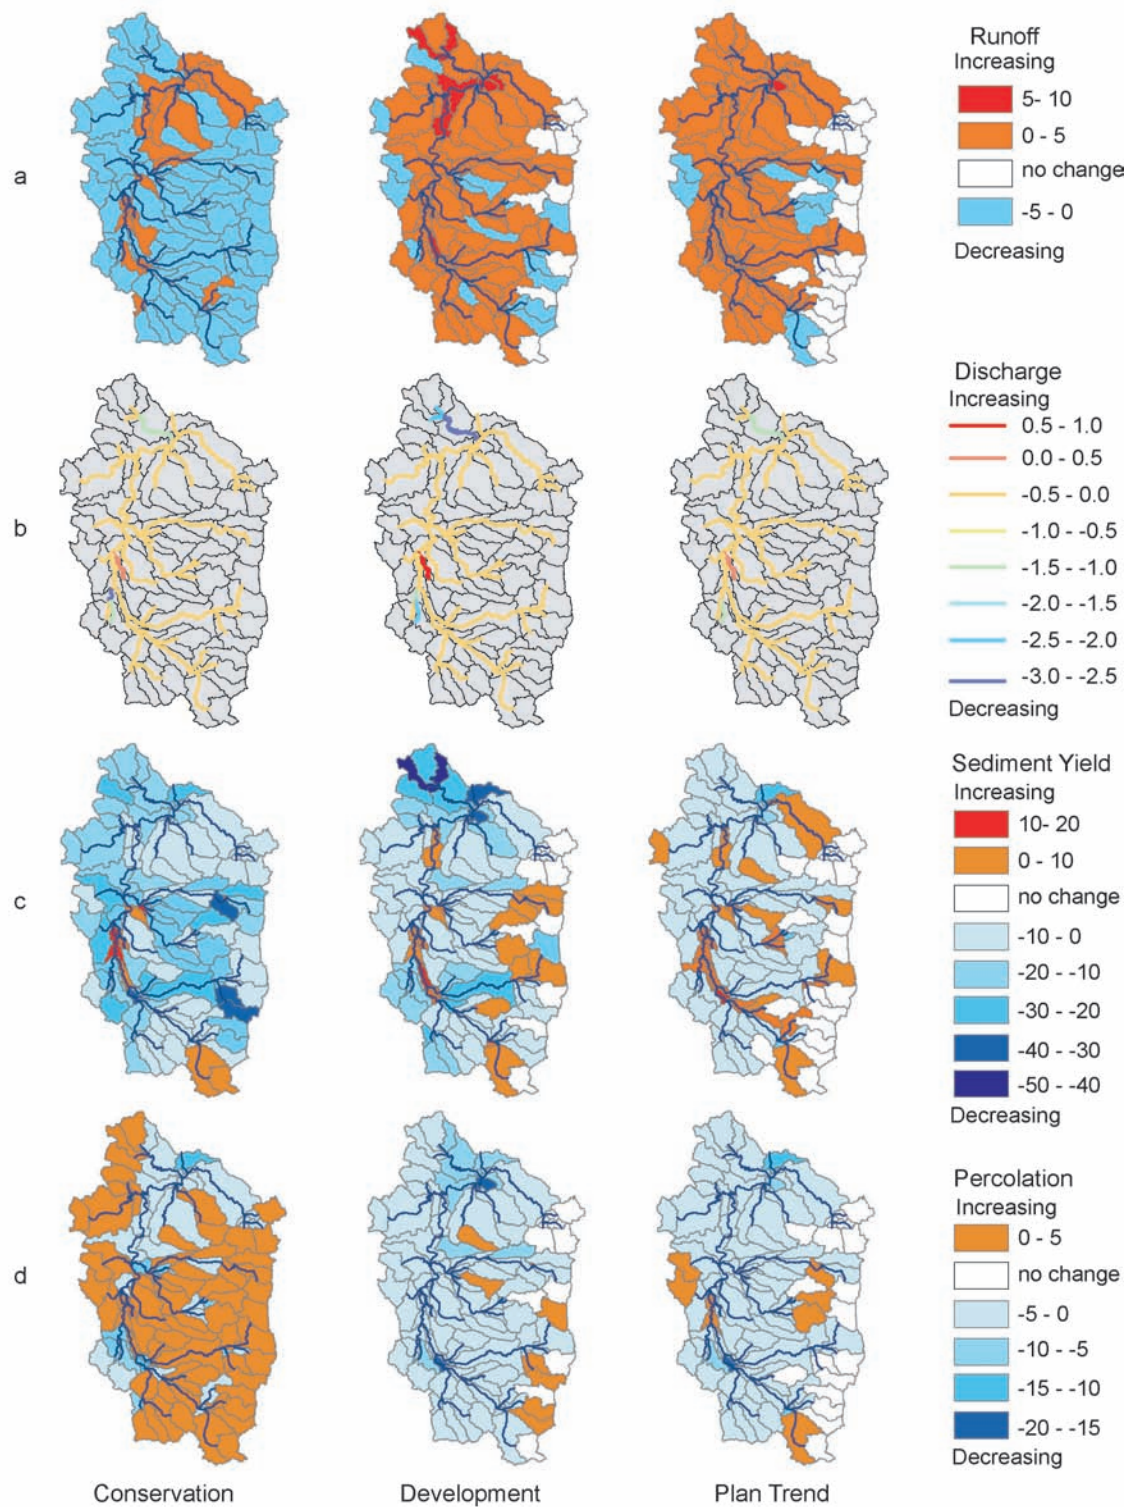 a
Runoff
Increasing
5- 10
0 - 5
no change
-5 - 0
Decreasing
b
Discharge
Increasing
0.5 - 1.0
0.0 - 0.5
-0.5 - 0.0
-1.0 - -0.5
-1.5 - -1.0
-2.0 - -1.5
-2.5 - -2.0
-3.0 - -2.5
Decreasing
c
Sediment Yield
Increasing
10- 20
0 - 10
no change
-10 - 0
-20 - -10
-30 - -20
-40 - -30
-50 - -40
Decreasing
d
Percolation
Increasing
0 - 5
no change
-5 - 0
-10 - -5
-15 - -10
-20 - -15
Decreasing
Conservation
Development
Plan Trend